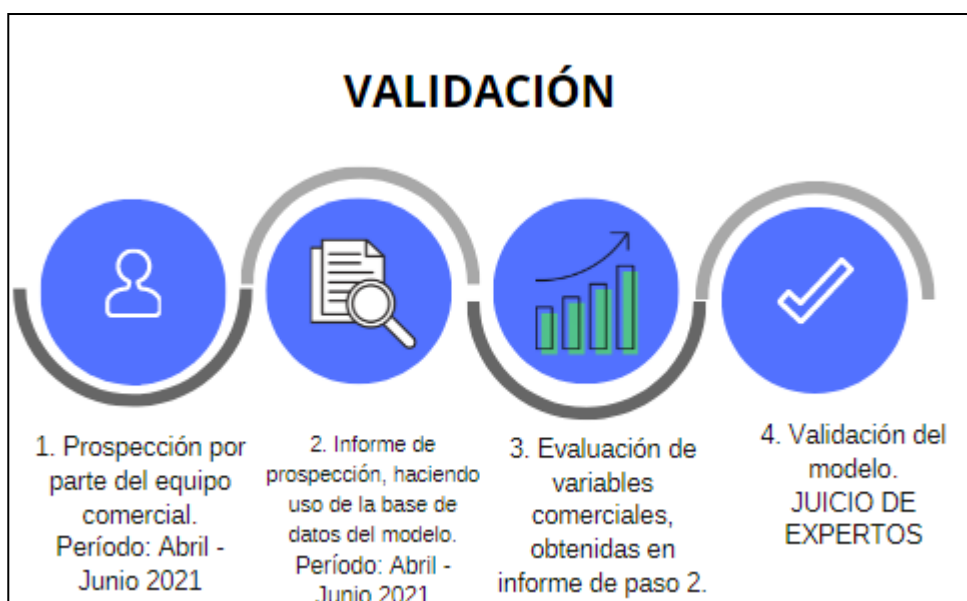 VALIDACIÓN
1. Prospección por
parte del equipo
comercial.
Período: Abril -
Junio 2021
2. Informe de
prospección, haciendo
uso de la base de
datos del modelo.
Período: Abril -
Junio 2021
3. Evaluación de
variables
comerciales,
obtenidas en
informe de paso 2.
4. Validación del
modelo.
JUICIO DE
EXPERTOS